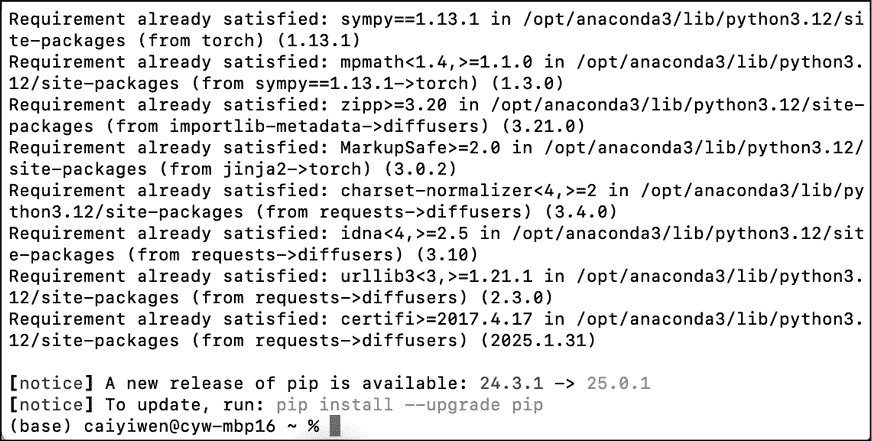 Requirement already satisfied: sympy==1.13.1 in /opt/anaconda3/lib/python3.12/si
te-packages (from torch) (1.13.1)
Requirement already satisfied: mpmath<1.4,>=1.1.0 in /opt/anaconda3/lib/python3.
12/site-packages (from sympy==1.13.1->torch) (1.3.0)
Requirement already satisfied: zipp>=3.20 in /opt/anaconda3/lib/python3.12/site-
packages (from importlib-metadata->diffusers) (3.21.0)
Requirement already satisfied: MarkupSafe>=2.0 in /opt/anaconda3/lib/python3.12/
site-packages (from jinja2->torch) (3.0.2)
Requirement already satisfied: charset-normalizer<4,>=2 in /opt/anaconda3/lib/py
thon3.12/site-packages (from requests->diffusers) (3.4.0)
Requirement already satisfied: idna<4,>=2.5 in /opt/anaconda3/lib/python3.12/sit
e-packages (from requests->diffusers) (3.10)
Requirement already satisfied: urllib3<3,>=1.21.1 in /opt/anaconda3/lib/python3.
12/site-packages (from requests->diffusers) (2.3.0)
Requirement already satisfied: certifi>=2017.4.17 in /opt/anaconda3/lib/python3.
12/site-packages (from requests->diffusers) (2025.1.31)
[notice] A new release of pip is available: 24.3.1 -> 25.0.1
[notice] To update, run: pip install --upgrade pip
(base) caiyiwen@cyw-mbp16 ~ %